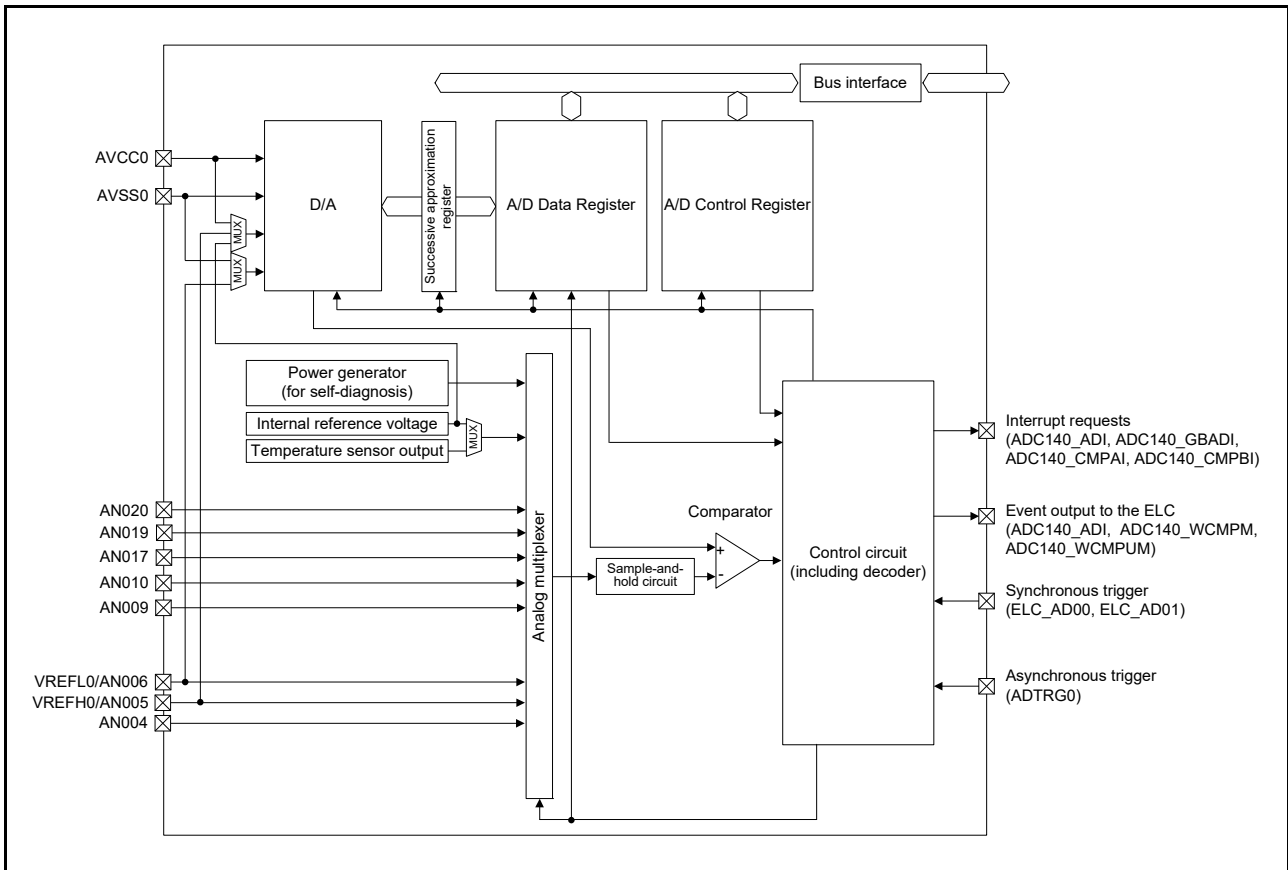 Bus interface
AVCC0
AVSS0
MUX
MUX
D/A
Successive approximation
register
A/D Data Register
A/D Control Register
Power generator
(for self-diagnosis)
Internal reference voltage
Temperature sensor output
MUX
AN020
AN019
AN017
AN010
AN009
VREFL0/AN006
VREFH0/AN005
AN004
Analog multiplexer
Sample-and-
hold circuit
Comparator
+
-
Control circuit
(including decoder)
Interrupt requests
(ADC140_ADI, ADC140_GBADI,
ADC140_CMPAI, ADC140_CMPBI)
Event output to the ELC
(ADC140_ADI, ADC140_WCMPM,
ADC140_WCMPUM)
Synchronous trigger
(ELC_AD00, ELC_AD01)
Asynchronous trigger
(ADTRG0)